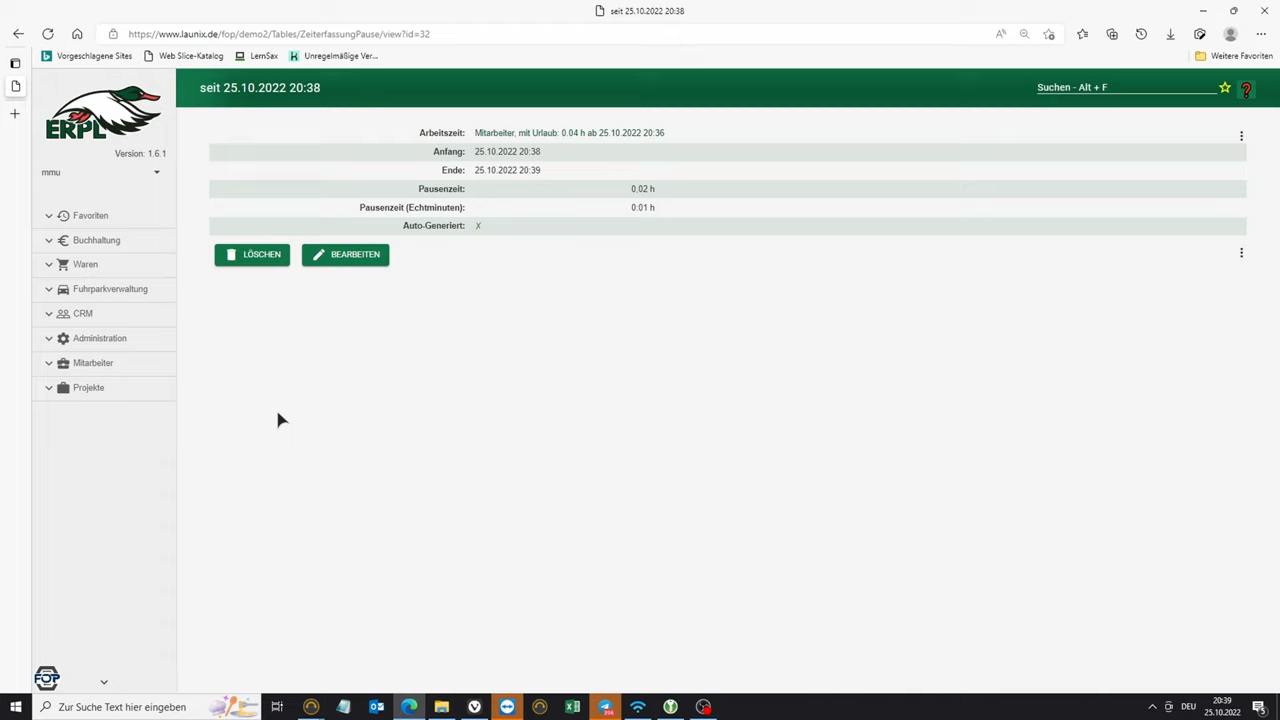 seit 25.10.2022 20:38
https://www.launix.de/fop/demo2/Tables/ZeiterfassungPause/view?id=32
Vorgeschlagene Sites
Web Slice-Katalog
LernSax
Unregelmäßige Ver...
Weitere Favoriten
ERPL
seit 25.10.2022 20:38
Suchen - Alt + F
?
Version: 1.6.1
mmu
Favoriten
Buchhaltung
Waren
Fuhrparkverwaltung
CRM
Administration
Mitarbeiter
Projekte
Arbeitszeit: Mitarbeiter, mit Urlaub: 0.04 h ab 25.10.2022 20:36
Anfang: 25.10.2022 20:38
Ende: 25.10.2022 20:39
Pausenzeit: 0,02 h
Pausenzeit (Echtminuten): 0:01 h
Auto-Generiert: X
LÖSCHEN
BEARBEITEN
FOP
Zur Suche Text hier eingeben
DEU
20:39
25.10.2022